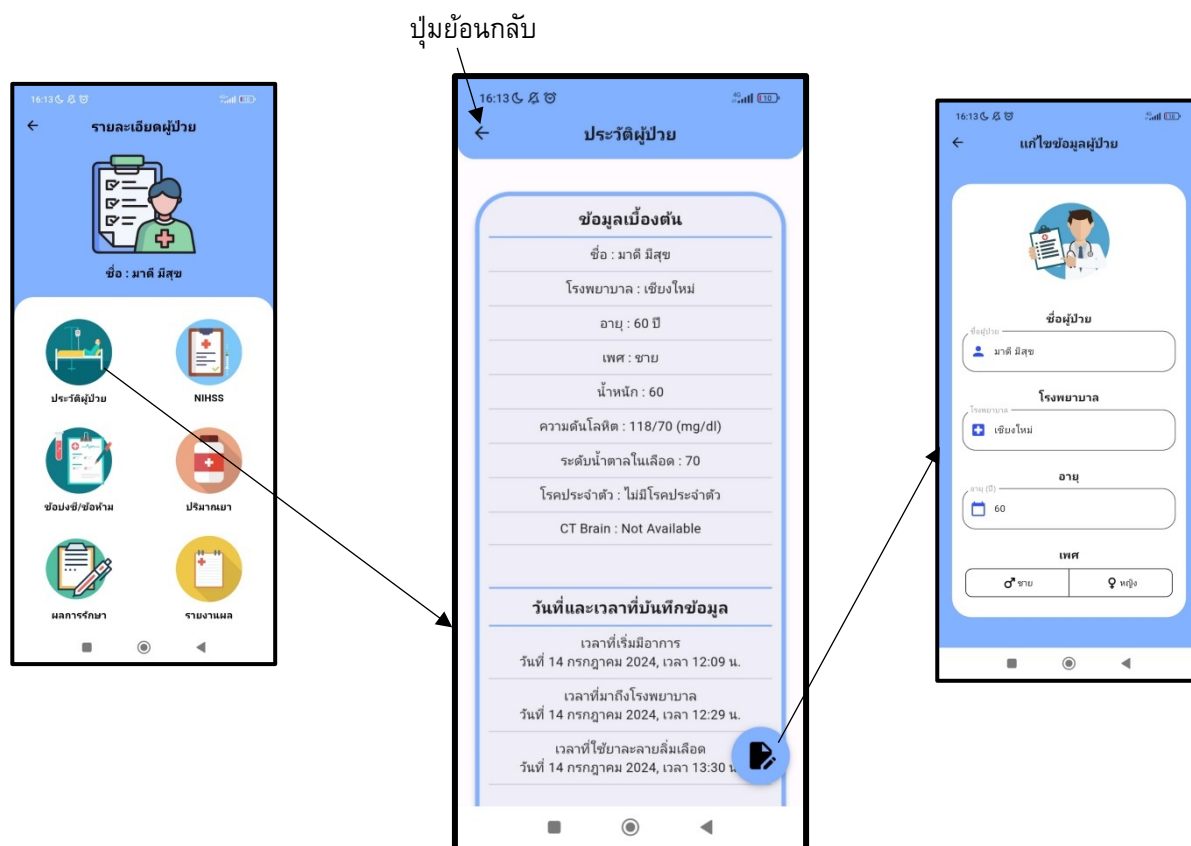 ปุ่มย้อนกลับ
16:13
รายละเอียดผู้ป่วย
ชื่อ : มาดี มีสุข
ประวัติผู้ป่วย
NIHSS
ข้อบ่งชี้/ข้อห้าม
ปริมาณยา
ผลการรักษา
รายงานผล
16:13
4G
10
ประวัติผู้ป่วย
ข้อมูลเบื้องต้น
ชื่อ : มาดี มีสุข
โรงพยาบาล : เชียงใหม่
อายุ : 60 ปี
เพศ : ชาย
น้ำหนัก : 60
ความดันโลหิต : 118/70 (mg/dl)
ระดับน้ำตาลในเลือด : 70
โรคประจำตัว : ไม่มีโรคประจำตัว
CT Brain : Not Available
วันที่และเวลาที่บันทึกข้อมูล
เวลาที่เริ่มมีอาการ
วันที่ 14 กรกฎาคม 2024, เวลา 12:09 น.
เวลาที่มาถึงโรงพยาบาล
วันที่ 14 กรกฎาคม 2024, เวลา 12:29 น.
เวลาที่ใช้ยาละลายลิ่มเลือด
วันที่ 14 กรกฎาคม 2024, เวลา 13:30
16:13
แก้ไขข้อมูลผู้ป่วย
ชื่อผู้ป่วย
ชื่อผู้ป่วย
มาดี มีสุข
โรงพยาบาล
โรงพยาบาล
เชียงใหม่
อายุ
อายุ (ปี)
60
เพศ
ชาย
หญิง